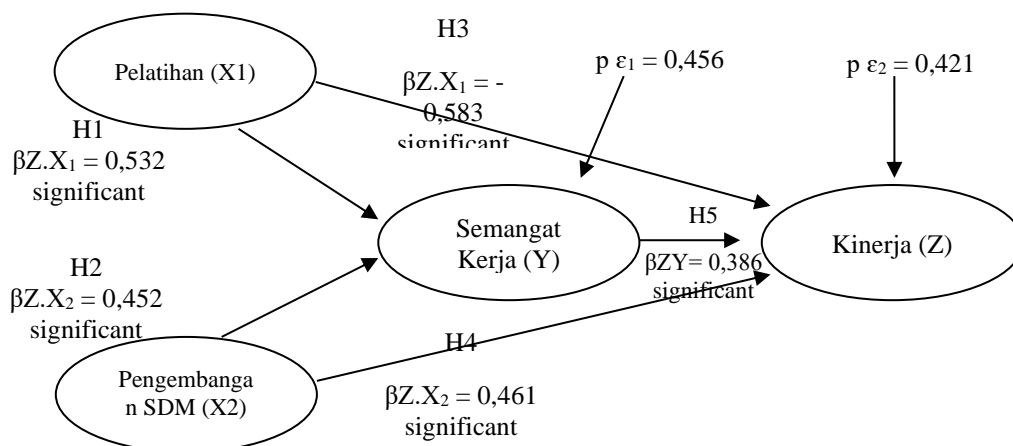 H3
Pelatihan (X1)
p ε₁ = 0,456
p ε₂ = 0,421
βZ.X₁ = -
0,583
significant
H1
βZ.X₁ = 0,532
significant
Semangat
Kerja (Y)
H5
Kinerja (Z)
βZY= 0,386
significant
H2
βZ.X₂ = 0,452
significant
H4
Pengembanga
n SDM (X2)
βZ.X₂ = 0,461
significant